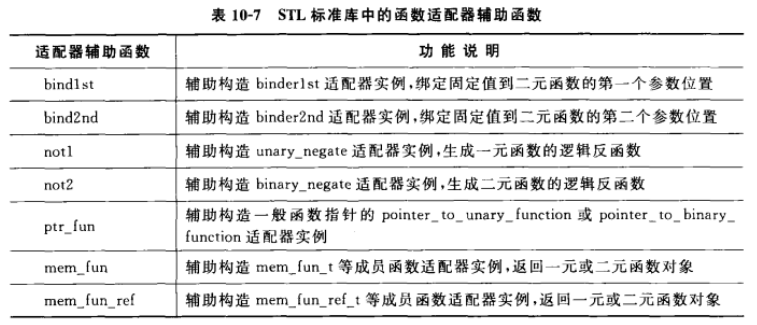 表 10-7 STL 标准库中的函数适配器辅助函数
适配器辅助函数 功 能 说 明
bind1st 辅助构造 binder1st 适配器实例,绑定固定值到二元函数的第一个参数位置
bind2nd 辅助构造 binder2nd 适配器实例,绑定固定值到二元函数的第二个参数位置
not1 辅助构造 unary_negate 适配器实例,生成一元函数的逻辑反函数
not2 辅助构造 binary_negate 适配器实例,生成二元函数的逻辑反函数
ptr_fun 辅助构造一般函数指针的 pointer_to_unary_function 或 pointer_to_binary_
function 适配器实例
mem_fun 辅助构造 mem_fun_t 等成员函数适配器实例,返回一元或二元函数对象
mem_fun_ref 辅助构造 mem_fun_ref_t 等成员函数适配器实例,返回一元或二元函数对象